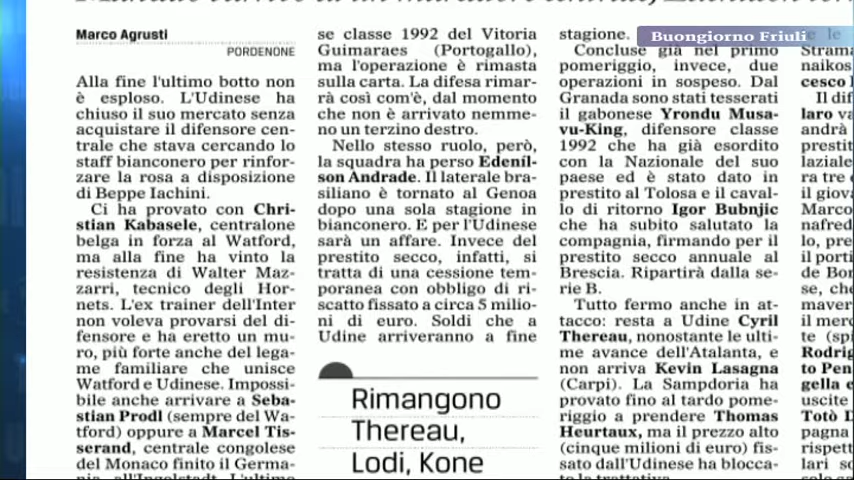 Buongiorno Friuli
Marco Agrusti
PORDENONE
Alla fine l'ultimo botto non
è esploso. L'Udinese ha
chiuso il suo mercato senza
acquistare il difensore cen-
trale che stava cercando lo
staff bianconero per rinfor-
zare la rosa a disposizione
di Beppe Iachini.
Ci ha provato con Chri-
stian Kabasele, centralone
belga in forza al Watford,
ma alla fine ha vinto la
resistenza di Walter Maz-
zarri, tecnico degli Hor-
nets. L'ex trainer dell'Inter
non voleva provarsi del di-
fensore e ha eretto un mu-
ro, più forte anche del lega-
me familiare che unisce
Watford e Udinese. Impossi-
bile anche arrivare a Seba-
stian Prodl (sempre del Wa-
tford) oppure a Marcel Tis-
serand, centrale congolese
del Monaco finito il Germa-
nia, all'Ingolstadt. L'ultimo
se classe 1992 del Vitoria
Guimaraes (Portogallo),
ma l'operazione è rimasta
sulla carta. La difesa rimar-
rà così com'è, dal momento
che non è arrivato nemme-
no un terzino destro.
Nello stesso ruolo, però,
la squadra ha perso Edenil-
son Andrade. Il laterale bra-
siliano è tornato al Genoa
dopo una sola stagione in
bianconero. E per l'Udinese
sarà un affare. Invece del
prestito secco, infatti, si
tratta di una cessione tem-
poranea con obbligo di ri-
scatto fissato a circa 5 milio-
ni di euro. Soldi che a
Udine arriveranno a fine
Rimangono
Thereau,
Lodi, Kone
stagione.
Concluse già nel primo
pomeriggio, invece, due
operazioni in sospeso. Dal
Granada sono stati tesserati
il gabonese Yrondu Musa-
vu-King, difensore classe
1992 che ha già esordito
con la Nazionale del suo
paese ed è stato dato in
prestito al Tolosa e il caval-
lo di ritorno Igor Bubnjic
che ha subito salutato la
compagnia, firmando per il
prestito secco annuale al
Brescia. Ripartirà dalla se-
rie B.
Tutto fermo anche in at-
tacco: resta a Udine Cyril
Thereau, nonostante le ulti-
me avance dell'Atalanta, e
non arriva Kevin Lasagna
(Carpi). La Sampdoria ha
provato fino al tardo pome-
riggio a prendere Thomas
Heurtaux, ma il prezzo alto
(cinque milioni di euro) fis-
sato dall'Udinese ha blocca-
to la trattativa.